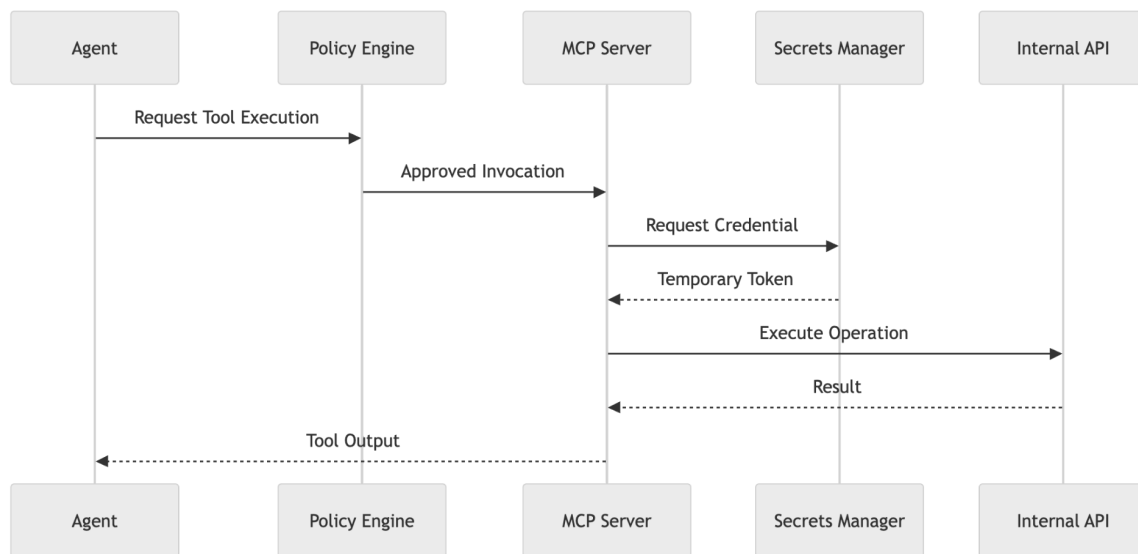 Agent
Policy Engine
MCP Server
Secrets Manager
Internal API
Request Tool Execution
Approved Invocation
Request Credential
Temporary Token
Execute Operation
Result
Tool Output
Agent
Policy Engine
MCP Server
Secrets Manager
Internal API